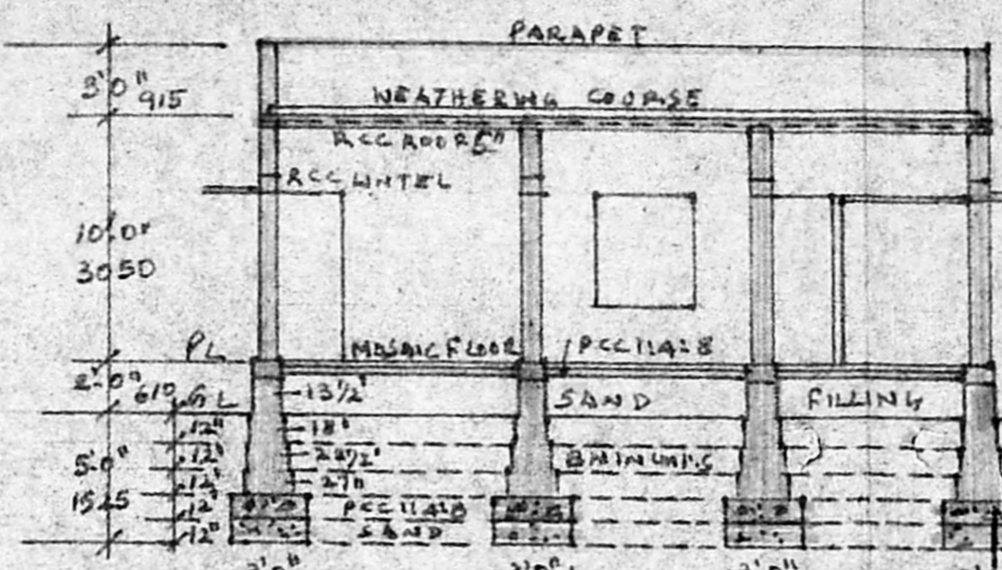 PARAPET
3'0" 915
WEATHERING COURSE
RCC ROOF 5"
RCC LINTEL
10'.0"
3050
PL
MOSAIC FLOOR
PCC 1:4:8
2'-0" 610
GL
13½"
SAND FILLING
12" 18"
12" 22½"
5'-0"
12" 27"
1525
12" PCC 1:4:8
12" SAND